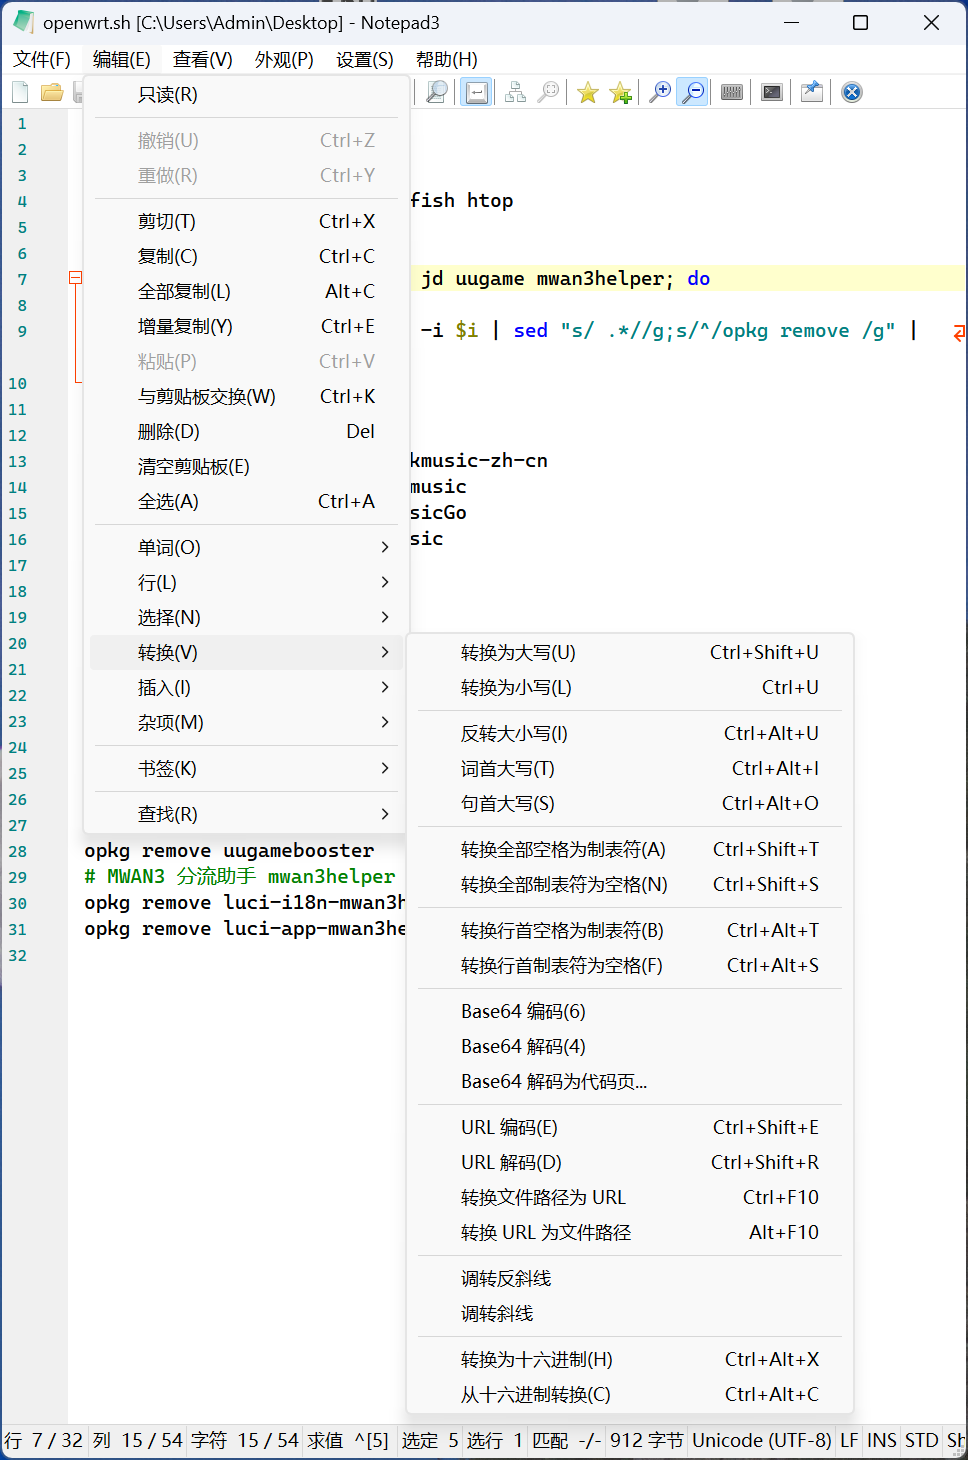 openwrt.sh [C:\Users\Admin\Desktop] - Notepad3
文件(F) 编辑(E) 查看(V) 外观(P) 设置(S) 帮助(H)
只读(R)
撤销(U) Ctrl+Z
重做(R) Ctrl+Y
剪切(T) Ctrl+X
复制(C) Ctrl+C
全部复制(L) Alt+C
增量复制(Y) Ctrl+E
粘贴(P) Ctrl+V
与剪贴板交换(W) Ctrl+K
删除(D) Del
清空剪贴板(E)
全选(A) Ctrl+A
单词(O)
行(L)
选择(N)
转换(V)
插入(I)
杂项(M)
书签(K)
查找(R)
转换为大写(U) Ctrl+Shift+U
转换为小写(L) Ctrl+U
反转大小写(I) Ctrl+Alt+U
词首大写(T) Ctrl+Alt+I
句首大写(S) Ctrl+Alt+O
转换全部空格为制表符(A) Ctrl+Shift+T
转换全部制表符为空格(N) Ctrl+Shift+S
转换行首空格为制表符(B) Ctrl+Alt+T
转换行首制表符为空格(F) Ctrl+Alt+S
Base64 编码(6)
Base64 解码(4)
Base64 解码为代码页...
URL 编码(E) Ctrl+Shift+E
URL 解码(D) Ctrl+Shift+R
转换文件路径为 URL Ctrl+F10
转换 URL 为文件路径 Alt+F10
调转反斜线
调转斜线
转换为十六进制(H) Ctrl+Alt+X
从十六进制转换(C) Ctrl+Alt+C
1
2
3
4 fish htop
5
6
7 jd uugame mwan3helper; do
8
9 -i $i | sed "s/ .*//g;s/^/opkg remove /g" |
10
11
12
13 kmusic-zh-cn
14 music
15 sicGo
16 sic
17
18
19
20
21
22
23
24
25
26
27
28 opkg remove uugamebooster
29 # MWAN3 分流助手 mwan3helper
30 opkg remove luci-i18n-mwan3h
31 opkg remove luci-app-mwan3he
32
行 7 / 32 列 15 / 54 字符 15 / 54 求值 ^[5] 选定 5 选行 1 匹配 -/- 912 字节 Unicode (UTF-8) LF INS STD Sh